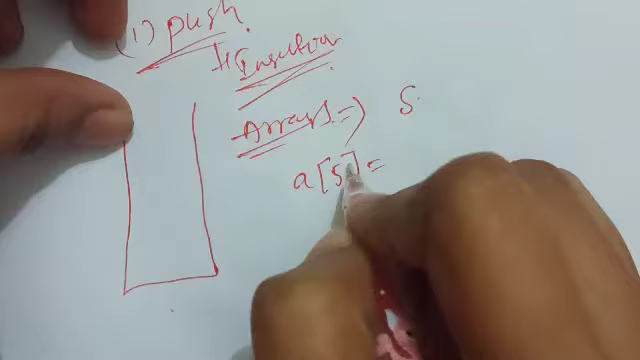 (1) Push
Insertion
Arrays => 5
a[5] =